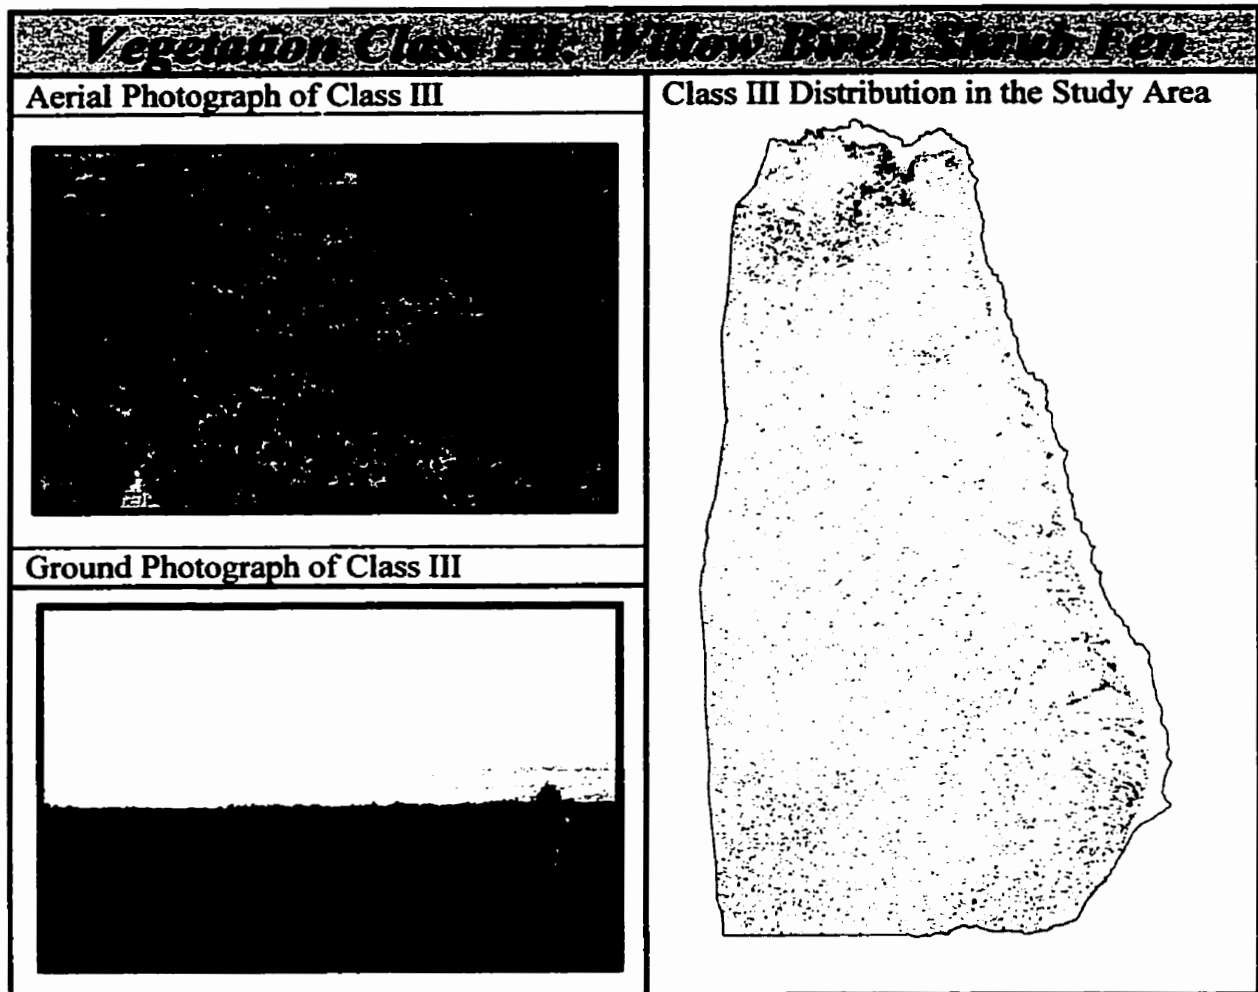 Vegetation Class III: Willow Birch Shrub Fen
Aerial Photograph of Class III
Class III Distribution in the Study Area
Ground Photograph of Class III